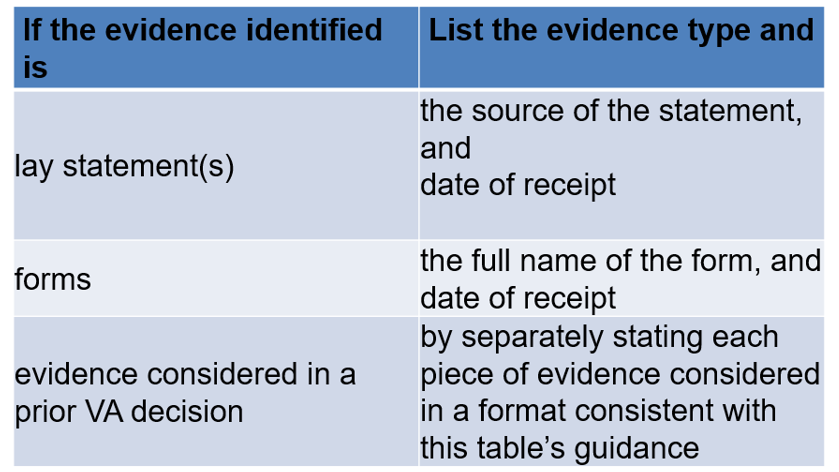 If the evidence identified
is
List the evidence type and
lay statement(s)
the source of the statement,
and
date of receipt
forms
the full name of the form, and
date of receipt
evidence considered in a
prior VA decision
by separately stating each
piece of evidence considered
in a format consistent with
this table’s guidance